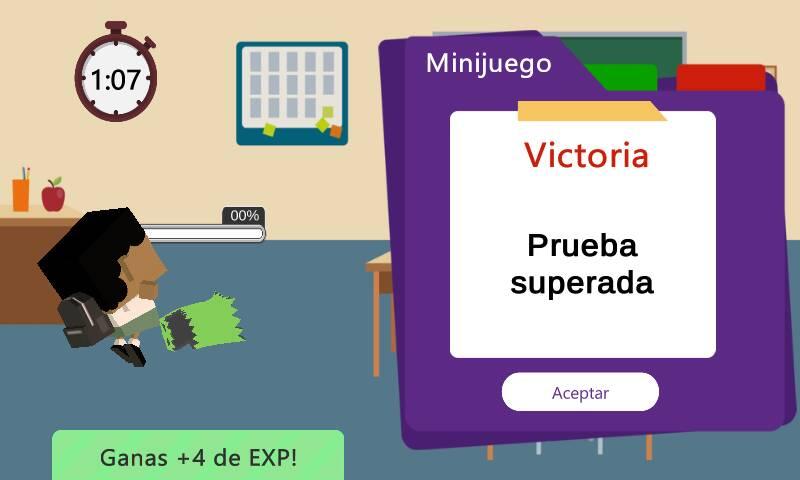 1:07
Minijuego
Victoria
00%
Prueba
superada
Aceptar
Ganas +4 de EXP!